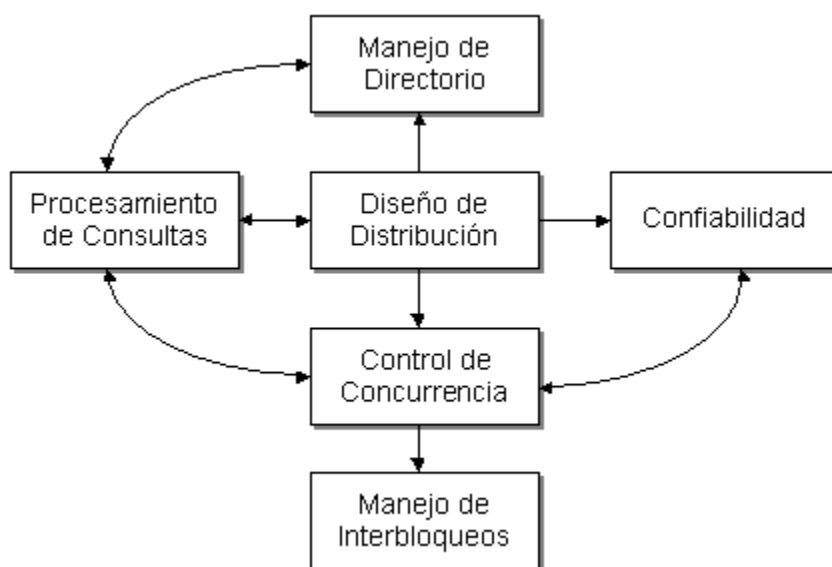 Manejo de
Directorio
Procesamiento
de Consultas
Diseño de
Distribución
Confiabilidad
Control de
Concurrencia
Manejo de
Interbloqueos